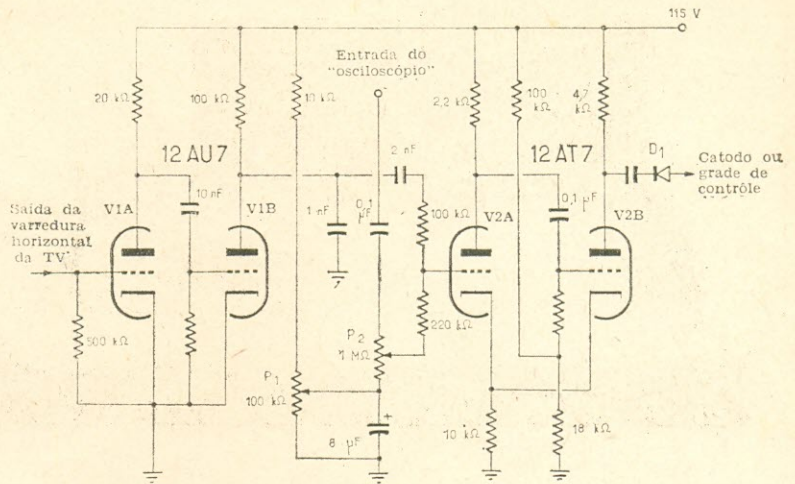 115 V
Entrada do
"osciloscópio"
20 kΩ
100 kΩ
10 kΩ
2,2 kΩ
100
kΩ
4,7
kΩ
12 AU7
12 AT7
2 nF
D1
Catodo ou
grade de
contrôle
10 nF
1 nF
0,1
µF
0,1 µF
Saída da
varredura
horizontal
da TV
V1A
V1B
100 kΩ
V2A
V2B
500 kΩ
220 kΩ
P2
1 MΩ
P1
100 kΩ
8 µF
10 kΩ
18 kΩ